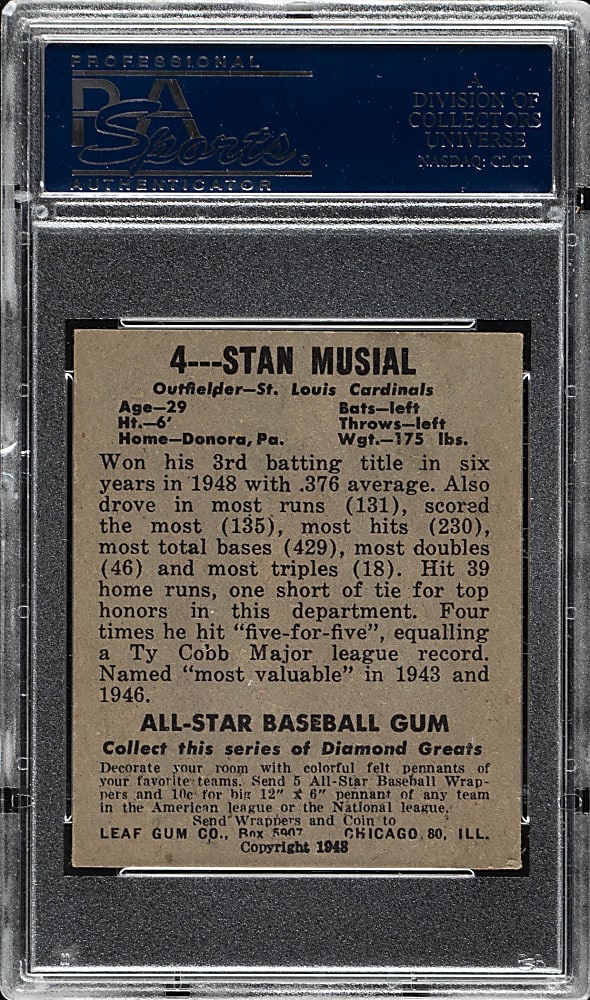 PROFESSIONAL
PSA
Sports®
AUTHENTICATOR
A
DIVISION OF
COLLECTORS
UNIVERSE
NASDAQ: CLCT
4---STAN MUSIAL
Outfielder—St. Louis Cardinals
Age—29 Bats—left
Ht.—6' Throws—left
Home—Donora, Pa. Wgt.—175 lbs.
Won his 3rd batting title in six
years in 1948 with .376 average. Also
drove in most runs (131), scored
the most (135), most hits (230),
most total bases (429), most doubles
(46) and most triples (18). Hit 39
home runs, one short of tie for top
honors in this department. Four
times he hit "five-for-five", equalling
a Ty Cobb Major league record.
Named "most valuable" in 1943 and
1946.
ALL-STAR BASEBALL GUM
Collect this series of Diamond Greats
Decorate your room with colorful felt pennants of
your favorite teams. Send 5 All-Star Baseball Wrap-
pers and 10c for big 12" x 6" pennant of any team
in the American league or the National league.
Send Wrappers and Coin to
LEAF GUM CO., Box 5907 CHICAGO 80, ILL.
Copyright 1948